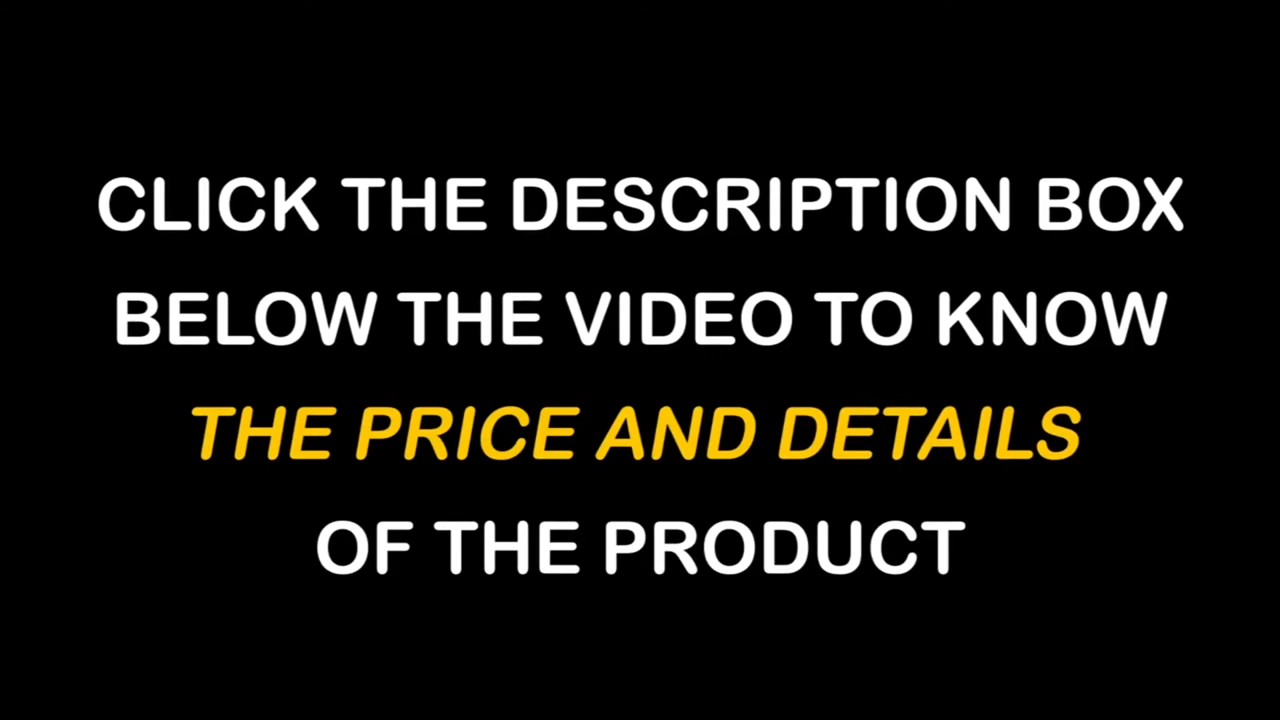 CLICK THE DESCRIPTION BOX
BELOW THE VIDEO TO KNOW
THE PRICE AND DETAILS
OF THE PRODUCT